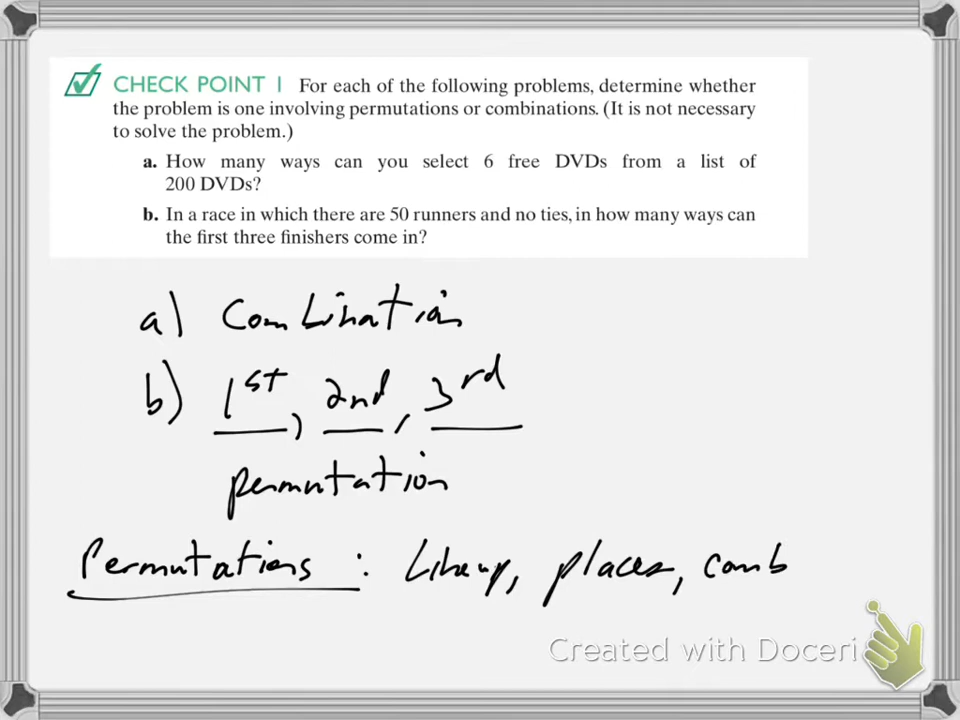 CHECK POINT 1 For each of the following problems, determine whether
the problem is one involving permutations or combinations. (It is not necessary
to solve the problem.)
a. How many ways can you select 6 free DVDs from a list of
200 DVDs?
b. In a race in which there are 50 runners and no ties, in how many ways can
the first three finishers come in?
a) Combination
b) 1st, 2nd, 3rd
permutation
Permutations : Lineup, places, comb
Created with Doceri